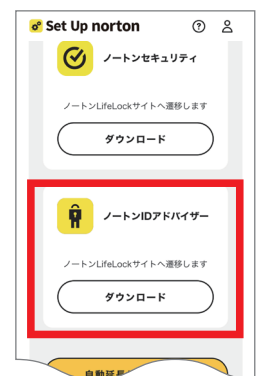 Set Up norton
ノートンセキュリティ
ノートンLifeLockサイトへ遷移します
ダウンロード
ノートンIDアドバイザー
ノートンLifeLockサイトへ遷移します
ダウンロード
自動延長